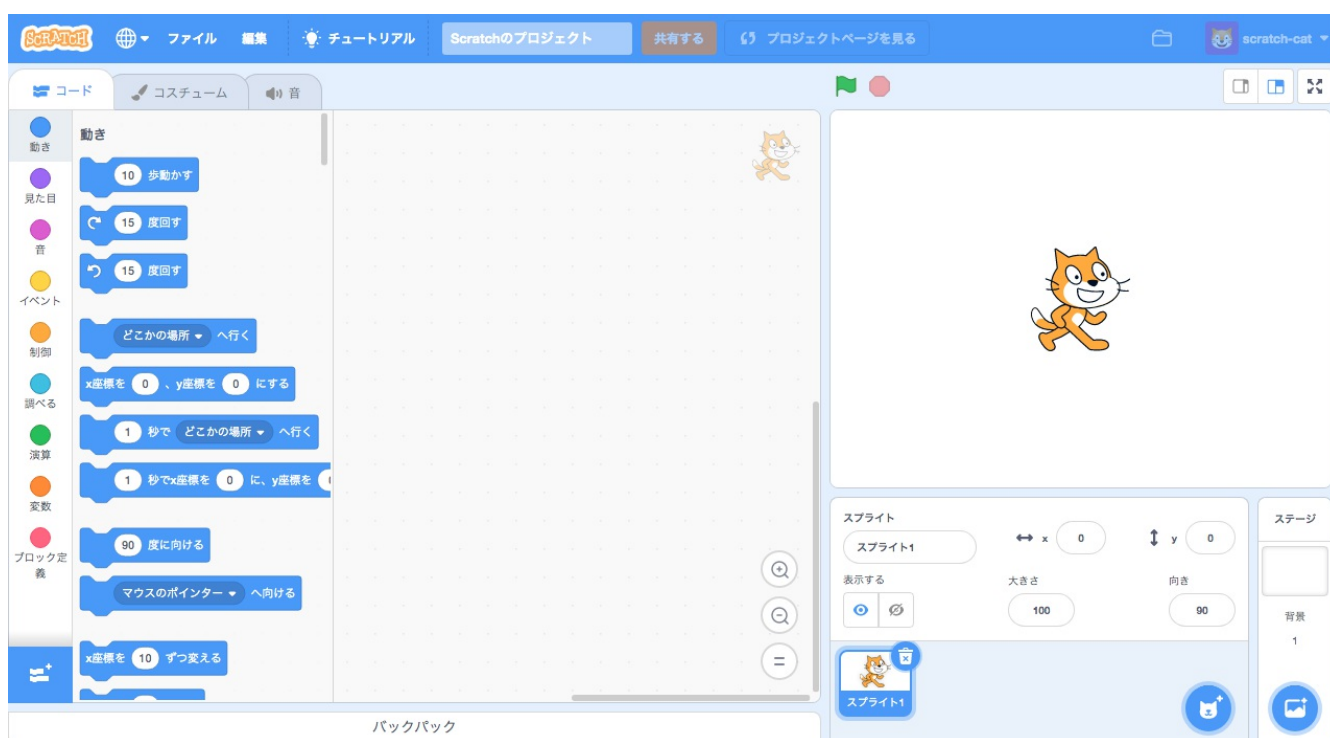 SCRATCH ファイル 編集 チュートリアル Scratchのプロジェクト 共有する プロジェクトページを見る scratch-cat
コード コスチューム 音
動き
見た目
音
イベント
制御
調べる
演算
変数
ブロック定
義
動き
10 歩動かす
15 度回す
15 度回す
どこかの場所 へ行く
x座標を 0 、y座標を 0 にする
1 秒で どこかの場所 へ行く
1 秒でx座標を 0 に、y座標を
90 度に向ける
マウスのポインター へ向ける
x座標を 10 ずつ変える
バックパック
スプライト
スプライト1
x 0 y 0
表示する 大きさ 向き
100 90
スプライト1
ステージ
背景
1